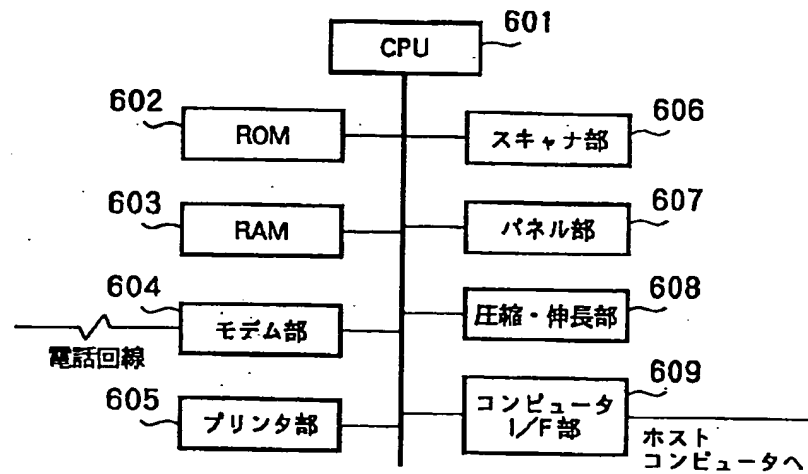 601
CPU
602
ROM
606
スキャナ部
603
RAM
607
パネル部
604
モデム部
電話回線
608
圧縮・伸長部
605
プリンタ部
609
コンピュータ
I/F部
ホスト
コンピュータへ